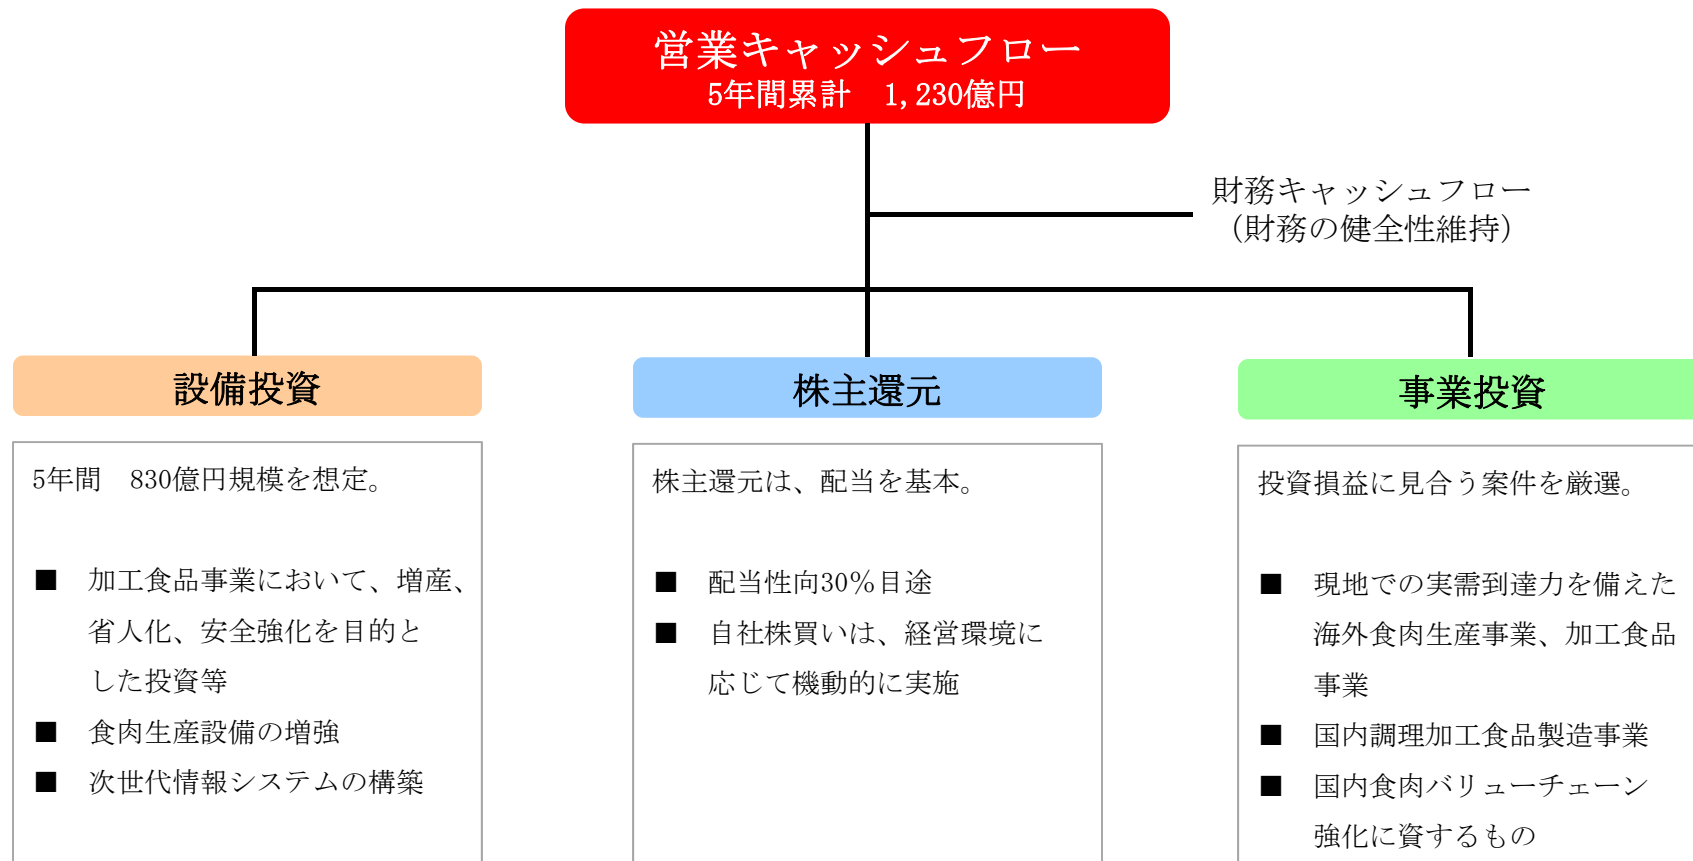 営業キャッシュフロー
5年間累計　1,230億円
財務キャッシュフロー
（財務の健全性維持）
設備投資
5年間　830億円規模を想定。
■　加工食品事業において、増産、
省人化、安全強化を目的と
した投資等
■　食肉生産設備の増強
■　次世代情報システムの構築
株主還元
株主還元は、配当を基本。
■　配当性向30％目途
■　自社株買いは、経営環境に
応じて機動的に実施
事業投資
投資損益に見合う案件を厳選。
■　現地での実需到達力を備えた
海外食肉生産事業、加工食品
事業
■　国内調理加工食品製造事業
■　国内食肉バリューチェーン
強化に資するもの